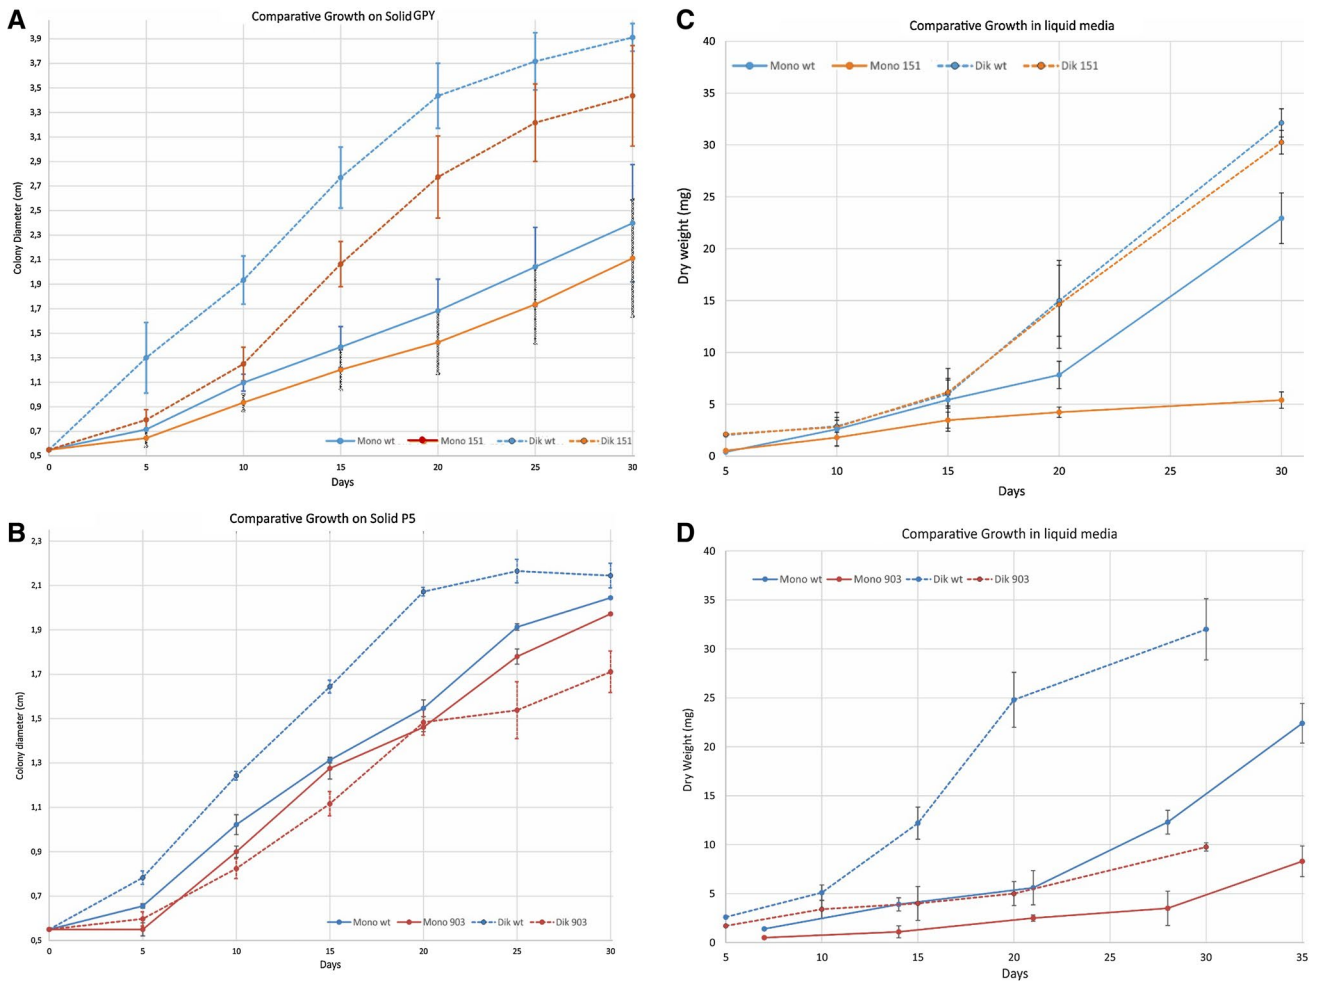 A
Comparative Growth on Solid GPY
Colony Diameter (cm)
3,9
3,7
3,5
3,3
3,1
2,9
2,7
2,5
2,3
2,1
1,9
1,7
1,5
1,3
1,1
0,9
0,7
0,5
Mono wt Mono 151 Dik wt Dik 151
0 5 10 15 20 25 30
Days
B
Comparative Growth on Solid P5
Colony diameter (cm)
2,3
2,1
1,9
1,7
1,5
1,3
1,1
0,9
0,7
0,5
Mono wt Mono 903 Dik wt Dik 903
0 5 10 15 20 25 30
Days
C
Comparative Growth in liquid media
Mono wt Mono 151 Dik wt Dik 151
Dry weight (mg)
40
35
30
25
20
15
10
5
0
5 10 15 20 25 30
Days
D
Comparative Growth in liquid media
Mono wt Mono 903 Dik wt Dik 903
Dry Weight (mg)
40
35
30
25
20
15
10
5
0
5 10 15 20 25 30 35
Days